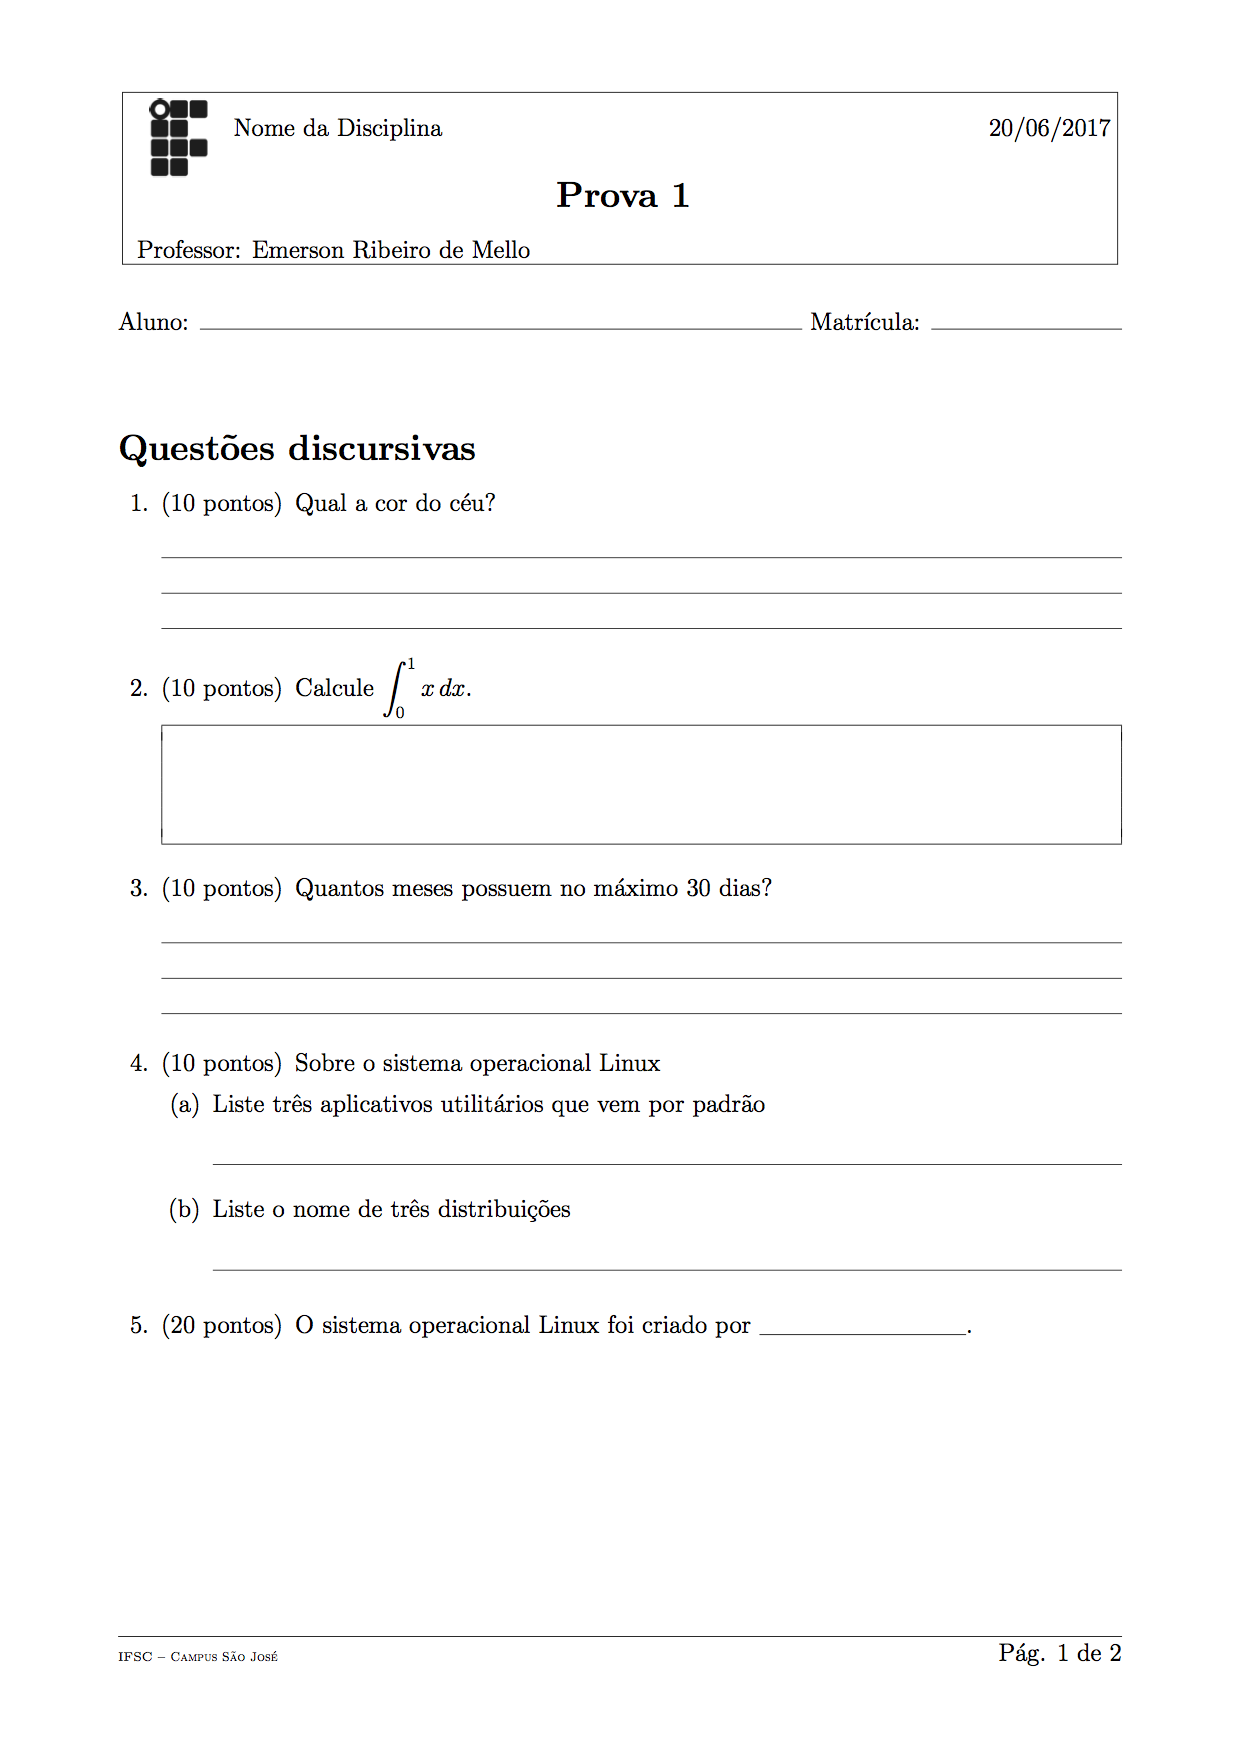 Nome da Disciplina 20/06/2017
Prova 1
Professor: Emerson Ribeiro de Mello
Aluno: Matrícula:
Questões discursivas
1. (10 pontos) Qual a cor do céu?
2. (10 pontos) Calcule ∫₀¹ x dx.
3. (10 pontos) Quantos meses possuem no máximo 30 dias?
4. (10 pontos) Sobre o sistema operacional Linux
(a) Liste três aplicativos utilitários que vem por padrão
(b) Liste o nome de três distribuições
5. (20 pontos) O sistema operacional Linux foi criado por ________________.
IFSC – Campus São José Pág. 1 de 2